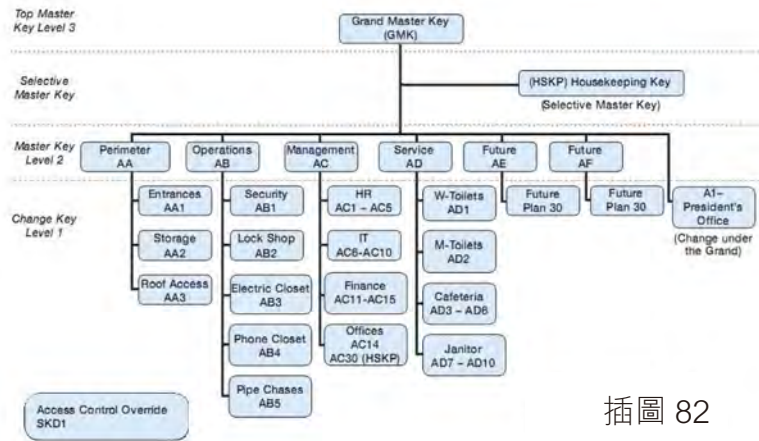 Top Master
Key Level 3
Grand Master Key
(GMK)
Selective
Master Key
(HSKP) Housekeeping Key
(Selective Master Key)
Master Key
Level 2
Perimeter
AA
Operations
AB
Management
AC
Service
AD
Future
AE
Future
AF
Change Key
Level 1
Entrances
AA1
Storage
AA2
Roof Access
AA3
Security
AB1
Lock Shop
AB2
Electric Closet
AB3
Phone Closet
AB4
Pipe Chases
AB5
HR
AC1 – AC5
IT
AC6-AC10
Finance
AC11-AC15
Offices
AC14
AC30 (HSKP)
W-Toilets
AD1
M-Toilets
AD2
Cafeteria
AD3 – AD6
Janitor
AD7 – AD10
Future
Plan 30
Future
Plan 30
A1–
President's
Office
(Change under
the Grand)
Access Control Override
SKD1
插圖 82